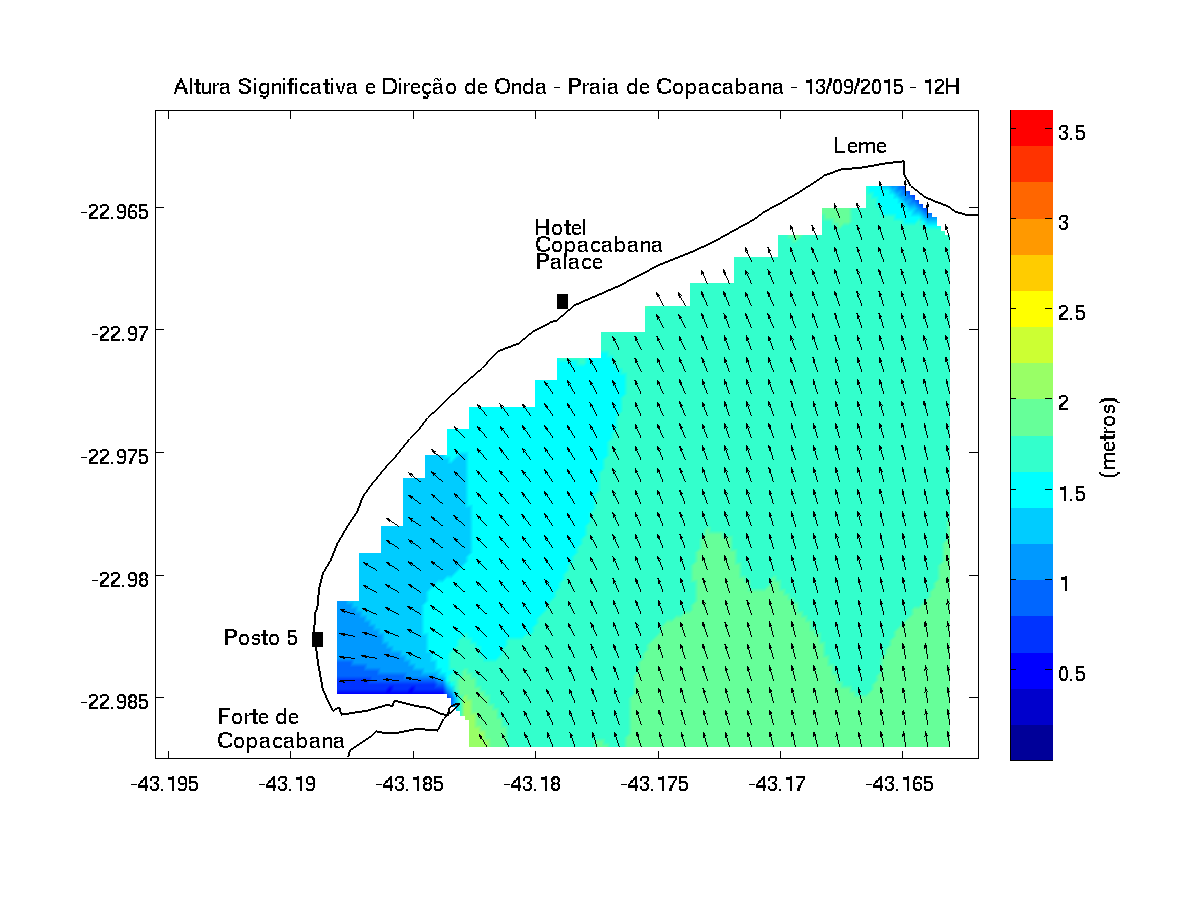 Altura Significativa e Direção de Onda - Praia de Copacabana - 13/09/2015 - 12H
Leme
Hotel
Copacabana
Palace
Posto 5
Forte de
Copacabana
-22.965
-22.97
-22.975
-22.98
-22.985
-43.195
-43.19
-43.185
-43.18
-43.175
-43.17
-43.165
3.5
3
2.5
2
1.5
1
0.5
(metros)